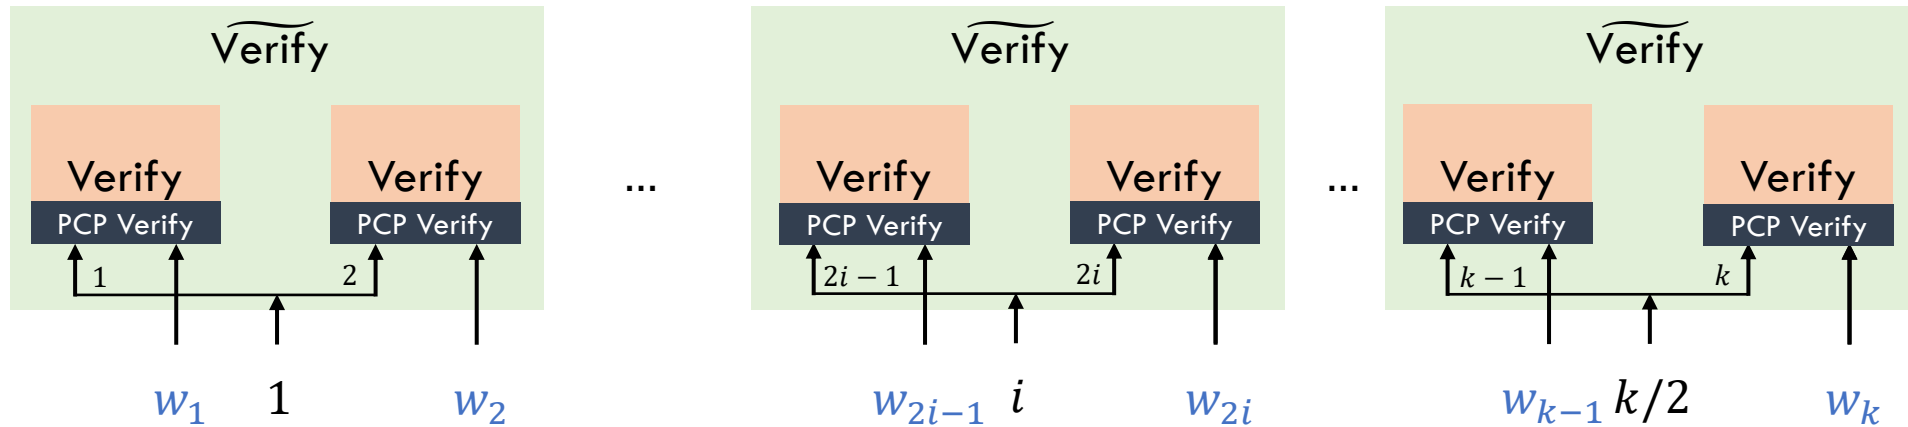 Verify Verify Verify
Verify Verify ... Verify Verify ... Verify Verify
PCP Verify PCP Verify PCP Verify PCP Verify PCP Verify PCP Verify
1 2 2i − 1 2i k − 1 k
w₁ 1 w₂ w₂ᵢ₋₁ i w₂ᵢ wₖ₋₁ k/2 wₖ